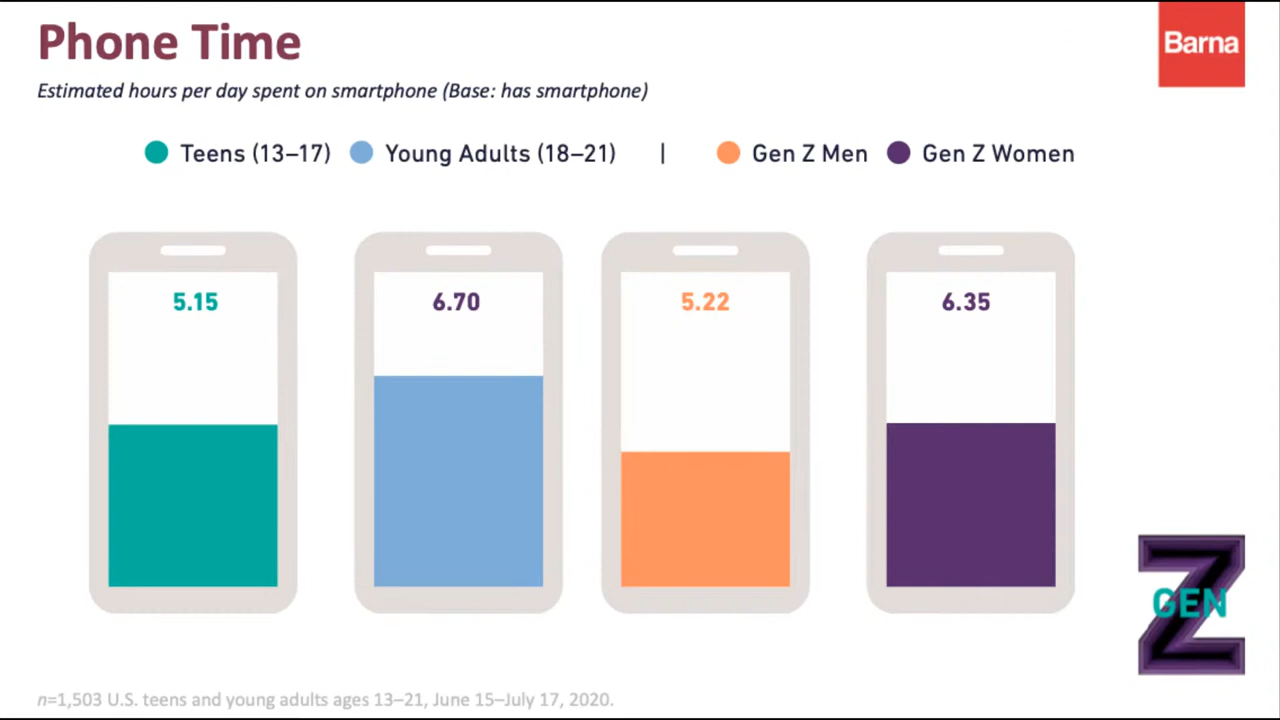 Phone Time
Barna
Estimated hours per day spent on smartphone (Base: has smartphone)
Teens (13–17) Young Adults (18–21) | Gen Z Men Gen Z Women
5.15 6.70 5.22 6.35
Z
GEN
n=1,503 U.S. teens and young adults ages 13–21, June 15–July 17, 2020.